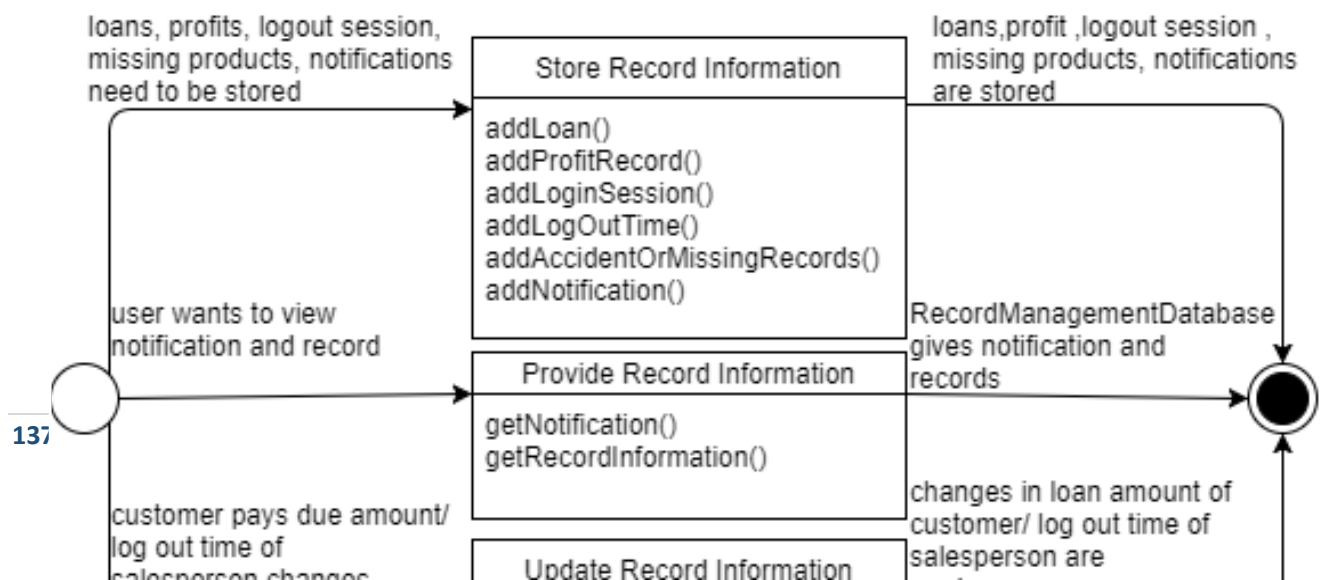 loans, profits, logout session,
missing products, notifications
need to be stored
Store Record Information
addLoan()
addProfitRecord()
addLoginSession()
addLogOutTime()
addAccidentOrMissingRecords()
addNotification()
loans,profit ,logout session ,
missing products, notifications
are stored
user wants to view
notification and record
Provide Record Information
getNotification()
getRecordInformation()
RecordManagementDatabase
gives notification and
records
137
customer pays due amount/
log out time of
salesperson changes
Update Record Information
changes in loan amount of
customer/ log out time of
salesperson are